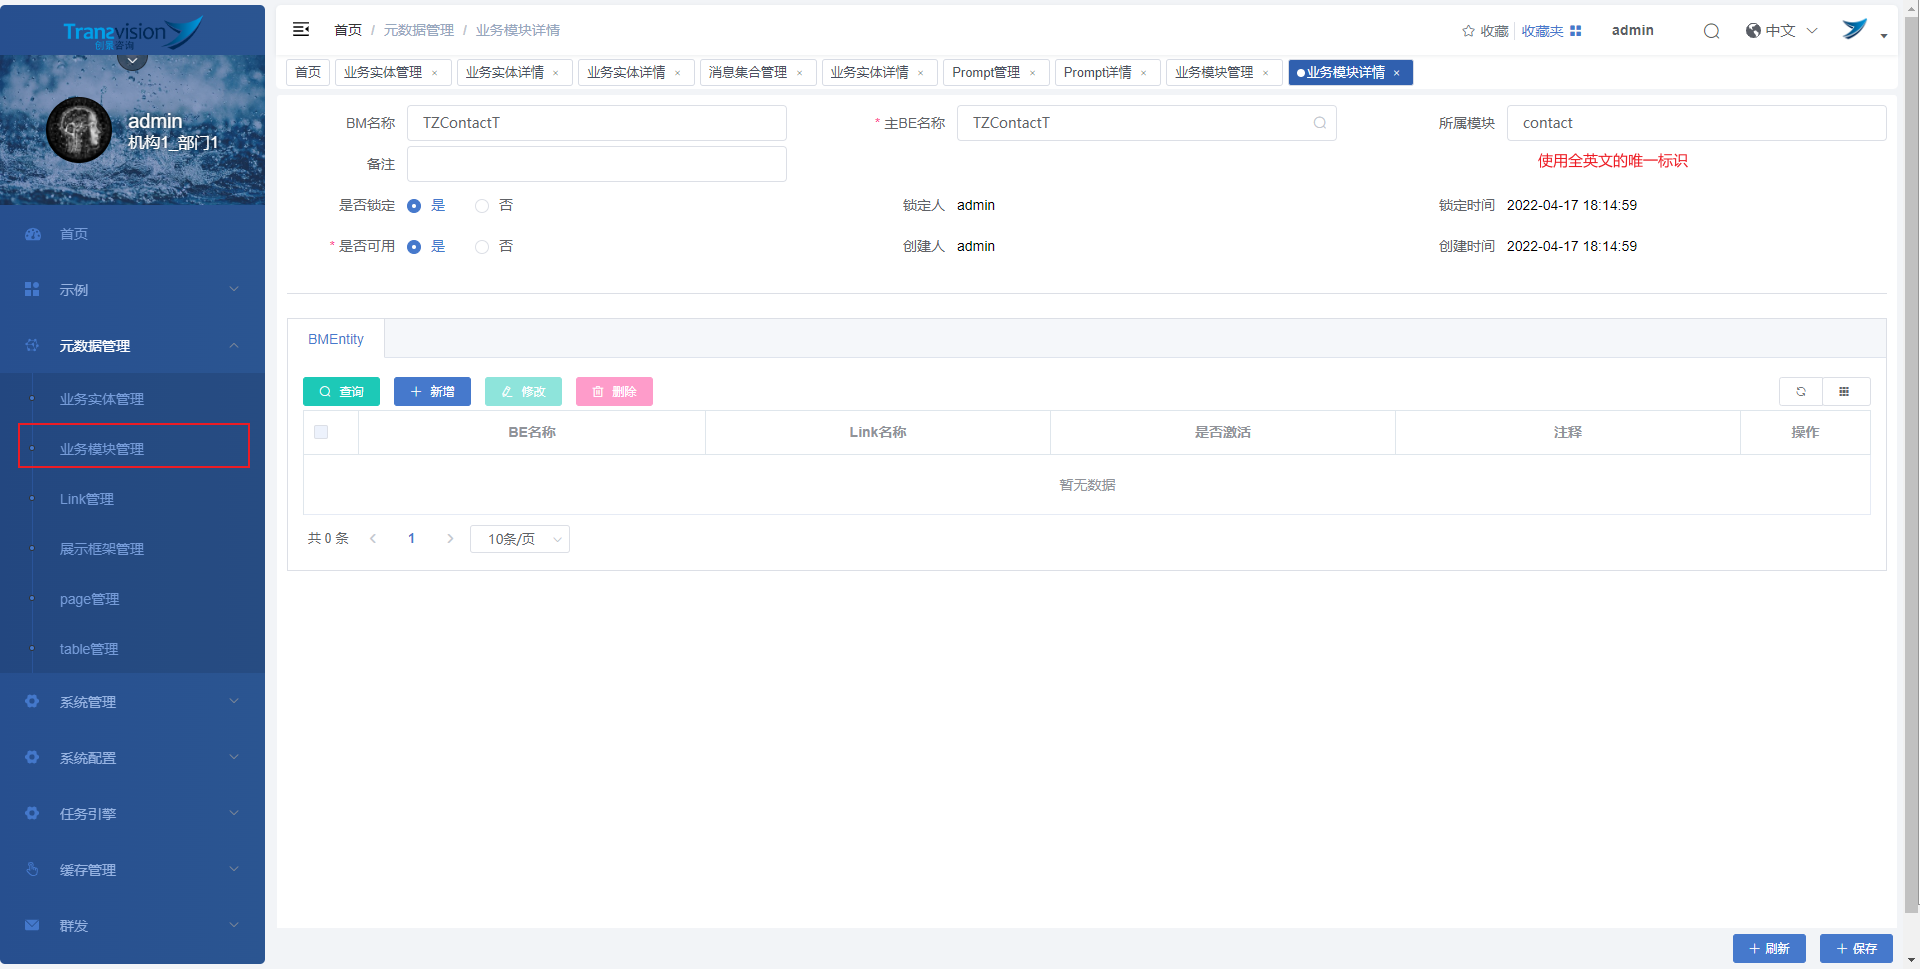 Tranzvision
创景咨询
admin
机构1_部门1
首页
示例
元数据管理
业务实体管理
业务模块管理
Link管理
展示框架管理
page管理
table管理
系统管理
系统配置
任务引擎
缓存管理
群发
首页 / 元数据管理 / 业务模块详情
收藏 收藏夹 admin 中文
首页 业务实体管理 × 业务实体详情 × 业务实体详情 × 消息集合管理 × 业务实体详情 × Prompt管理 × Prompt详情 × 业务模块管理 × 业务模块详情 ×
BM名称 TZContactT * 主BE名称 TZContactT 所属模块 contact
备注 使用全英文的唯一标识
是否锁定 是 否 锁定人 admin 锁定时间 2022-04-17 18:14:59
* 是否可用 是 否 创建人 admin 创建时间 2022-04-17 18:14:59
BMEntity
查询 新增 修改 删除
BE名称 Link名称 是否激活 注释 操作
暂无数据
共 0 条 1 10条/页
刷新 保存